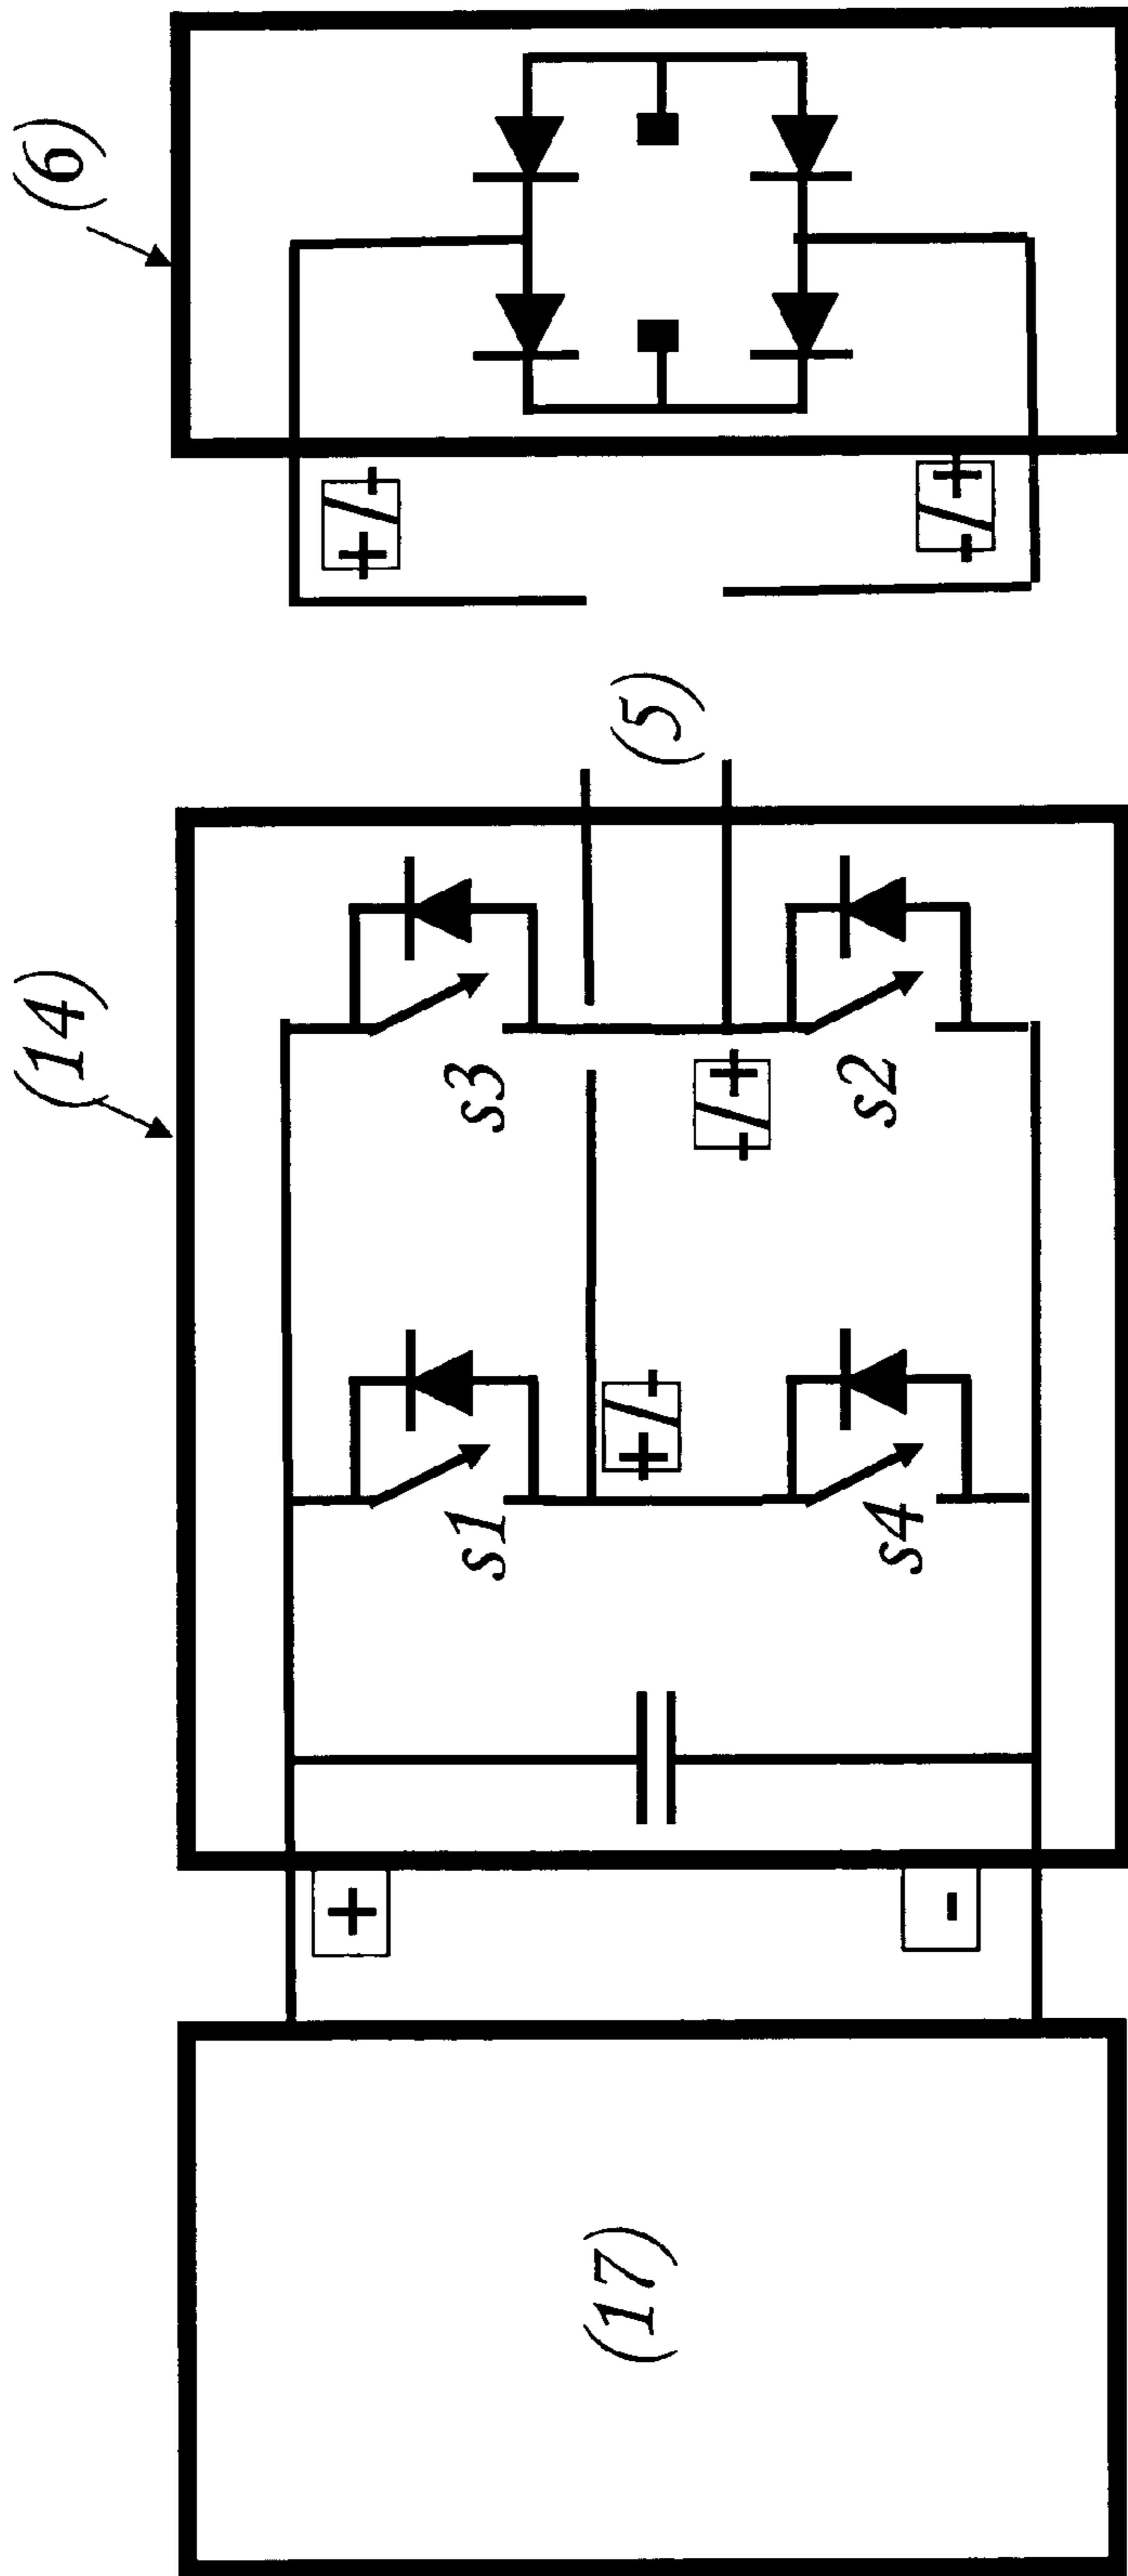 (14)
(6)
+
+/-
+/-
s1
s3
(5)
(17)
-/+
-/+
s4
s2
-